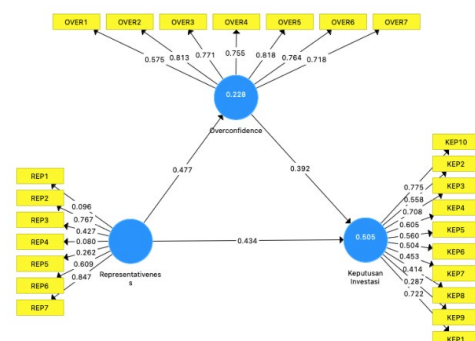 OVER1 OVER2 OVER3 OVER4 OVER5 OVER6 OVER7
0.575 0.813 0.771 0.755 0.818 0.764 0.718
0.228
Overconfidence
0.477
0.392
REP1
REP2
REP3
REP4
REP5
REP6
REP7
0.096
0.767
0.427
0.080
0.262
0.609
0.847
Representativenes
s
0.434
0.505
Keputusan
Investasi
0.775
0.558
0.708
0.605
0.560
0.504
0.453
0.414
0.287
0.722
KEP10
KEP2
KEP3
KEP4
KEP5
KEP6
KEP7
KEP8
KEP9
KEP1